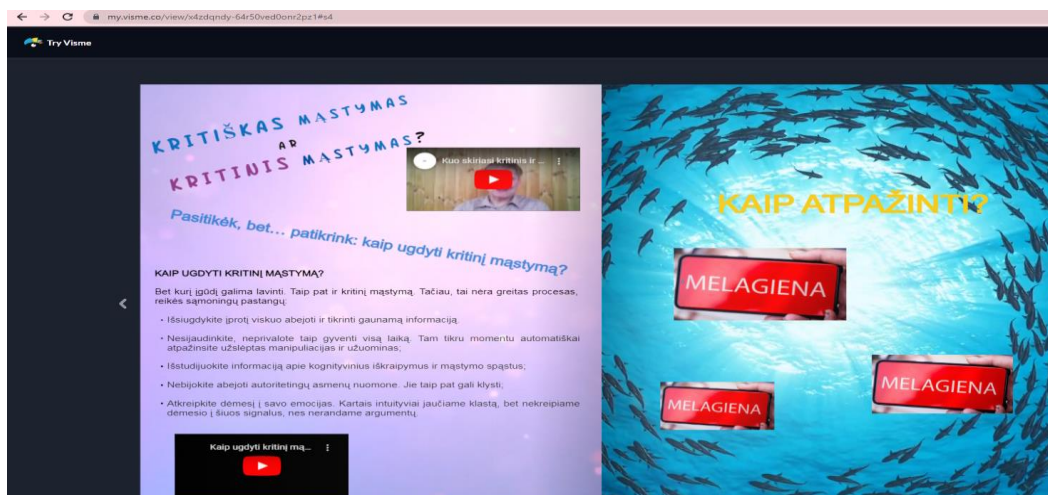 my.visme.co/view/x4zdqndy-64r50ved0onr2pz1#s4
Try Visme
KRITIŠKAS MĄSTYMAS
AR
KRITINIS MĄSTYMAS?
Kuo skiriasi kritinis ir ...
Pasitikėk, bet... patikrink: kaip ugdyti kritinį mąstymą?
KAIP UGDYTI KRITINĮ MĄSTYMĄ?
Bet kurį įgūdį galima lavinti. Taip pat ir kritinį mąstymą. Tačiau, tai nėra greitas procesas,
reikės sąmoningų pastangų:
• Išsiugdykite įprotį viskuo abejoti ir tikrinti gaunamą informaciją.
• Nesijaudinkite, neprivalote taip gyventi visą laiką. Tam tikru momentu automatiškai
atpažinsite užslėptas manipuliacijas ir užuominas;
• Išstudijuokite informaciją apie kognityvinius iškraipymus ir mąstymo spąstus;
• Nebijokite abejoti autoritetingų asmenų nuomone. Jie taip pat gali klysti;
• Atkreipkite dėmesį į savo emocijas. Kartais intuityviai jaučiame klastą, bet nekreipiame
dėmesio į šiuos signalus, nes nerandame argumentų.
Kaip ugdyti kritinį mą...
KAIP ATPAŽINTI?
MELAGIENA
MELAGIENA
MELAGIENA